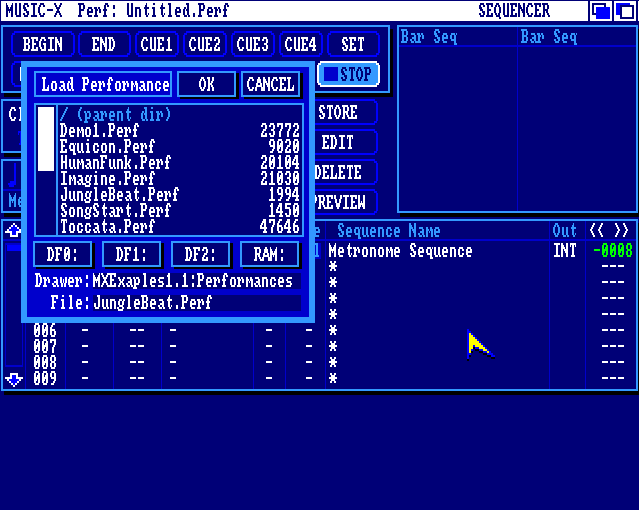 MUSIC-X Perf: Untitled.Perf SEQUENCER
BEGIN END CUE1 CUE2 CUE3 CUE4 SET
Bar Seq Bar Seq
STOP
Load Performance OK CANCEL
/ (parent dir)
Demo1.Perf 23772
Equicon.Perf 9020
HumanFunk.Perf 20104
Imagine.Perf 21030
JungleBeat.Perf 1994
SongStart.Perf 1450
Toccata.Perf 47646
STORE
EDIT
DELETE
PREVIEW
DF0: DF1: DF2: RAM:
Drawer:MXExaples1.1:Performances
File:JungleBeat.Perf
Sequence Name Out << >>
Metronome Sequence INT -0008
* ---
* ---
* ---
* ---
006 - -- - - - * ---
007 - -- - - - * ---
008 - -- - - - * ---
009 - -- - - - * ---